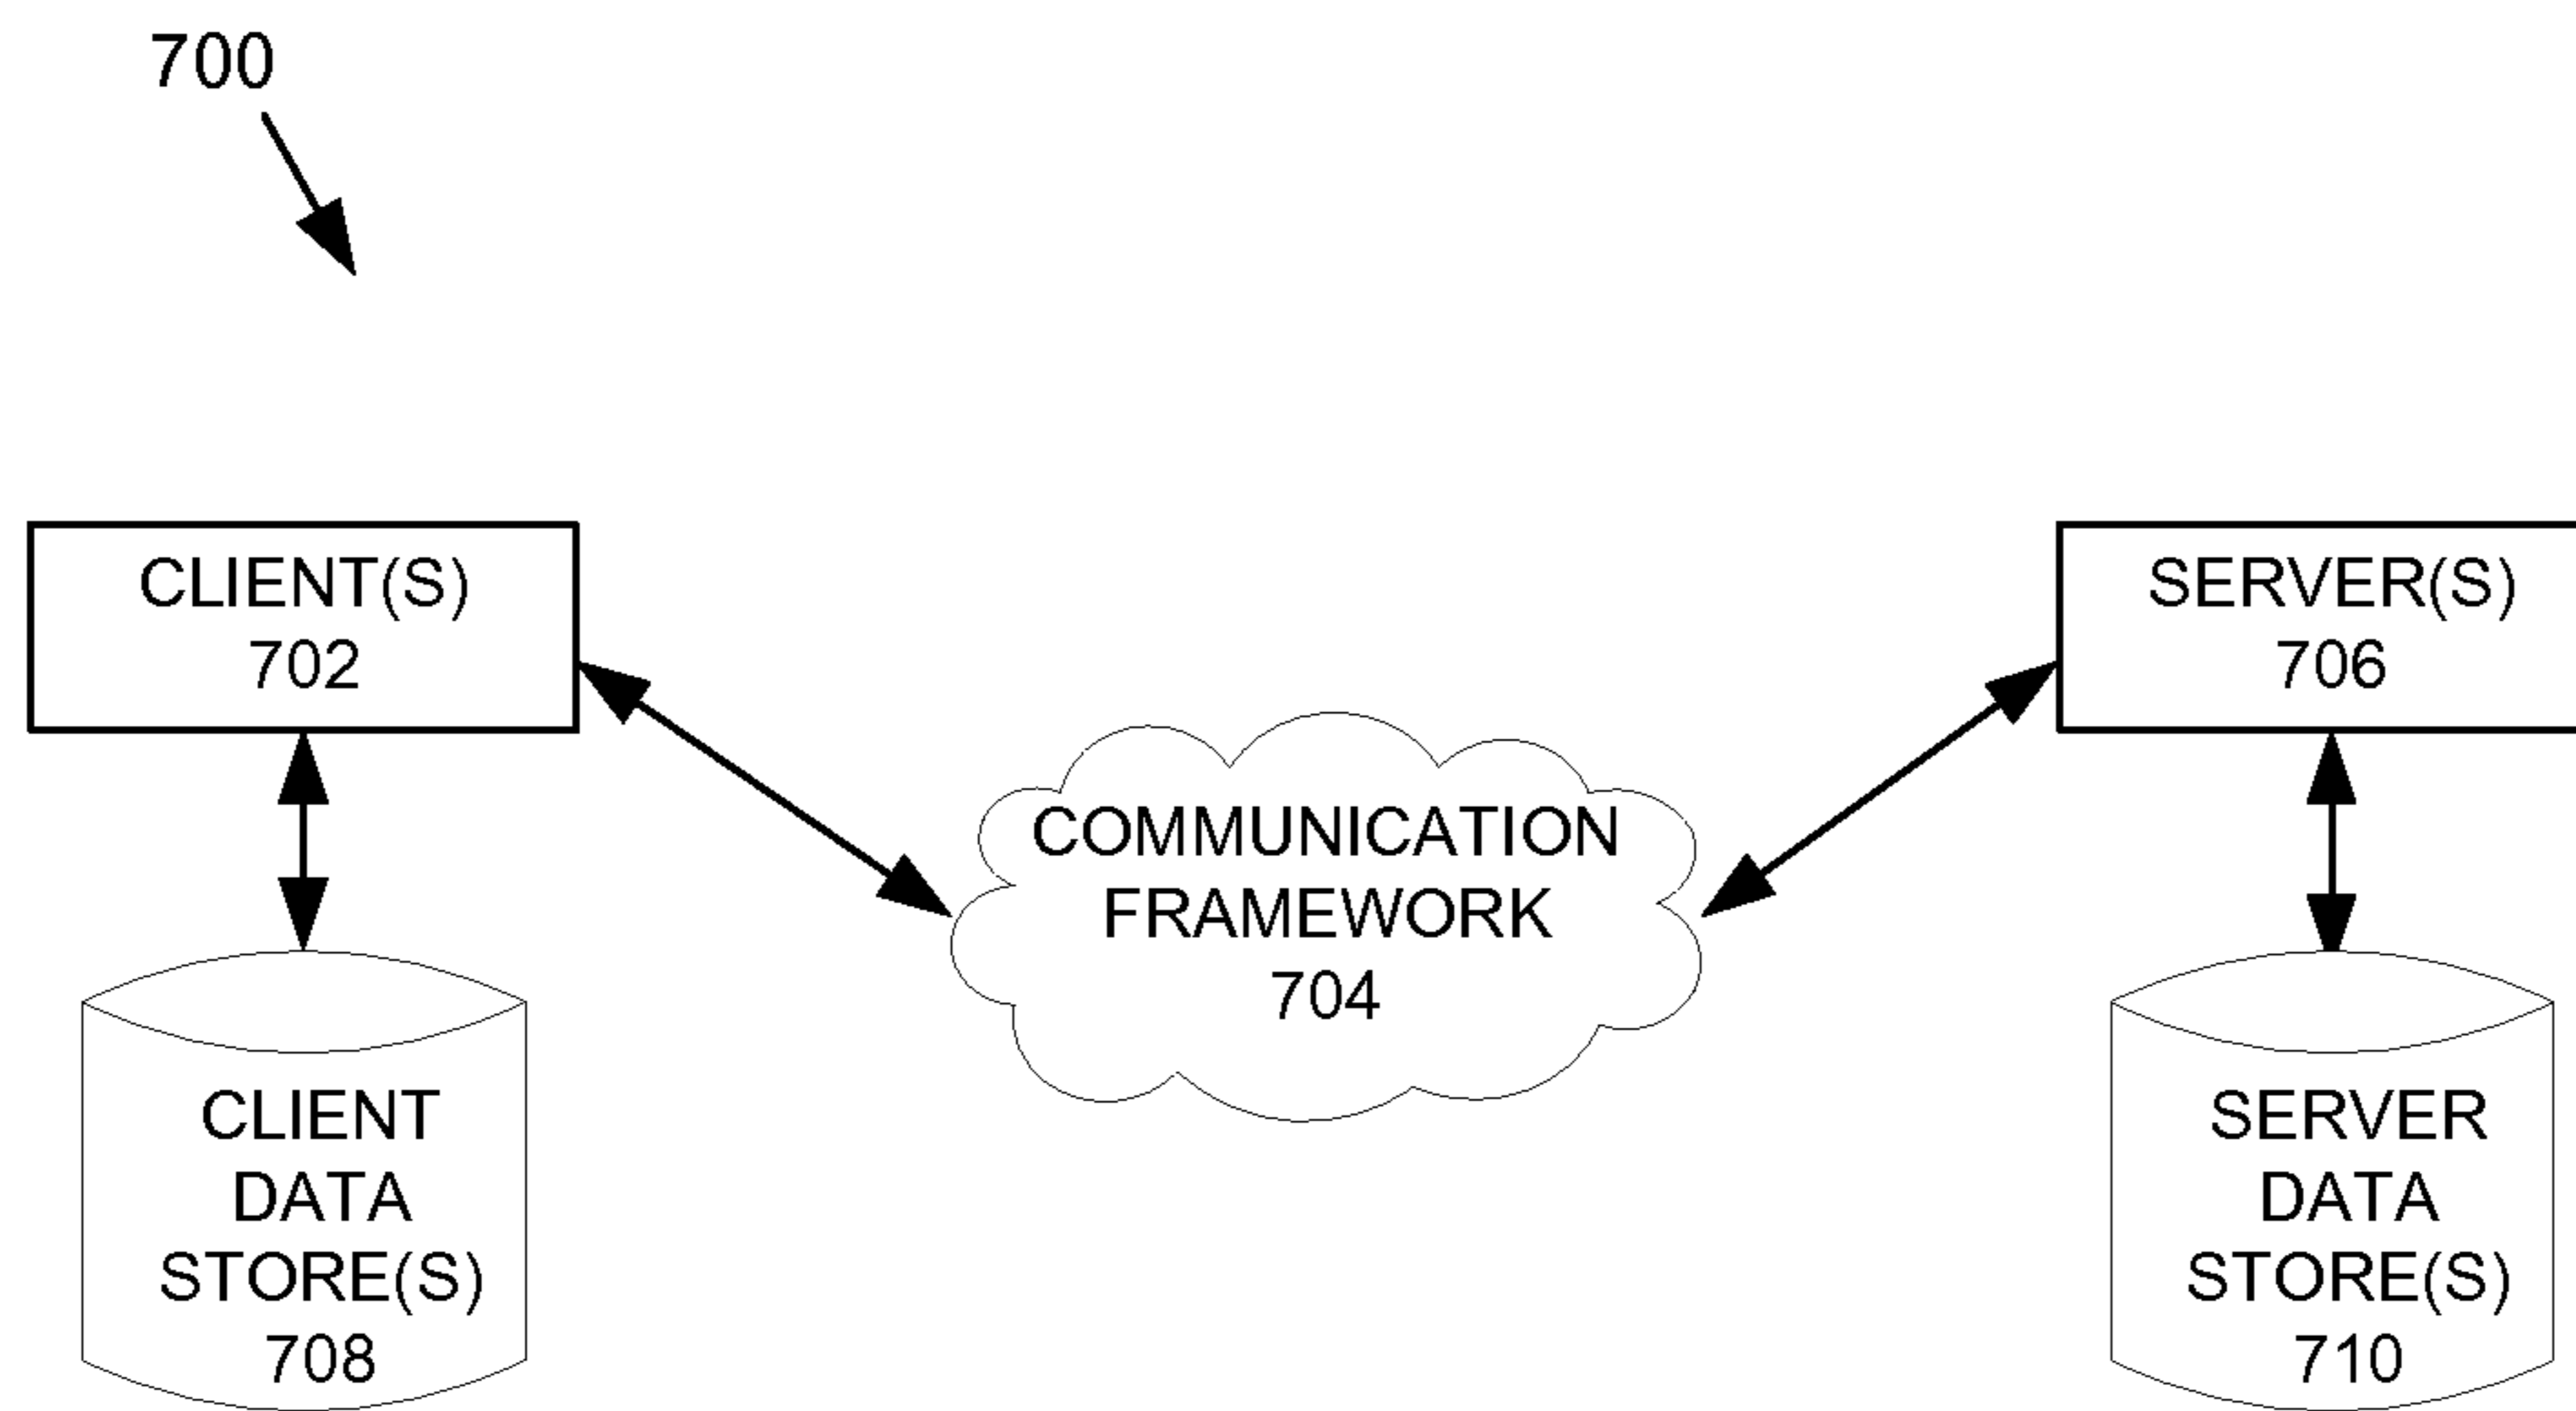 700
CLIENT(S)
702
SERVER(S)
706
COMMUNICATION
FRAMEWORK
704
CLIENT
DATA
STORE(S)
708
SERVER
DATA
STORE(S)
710